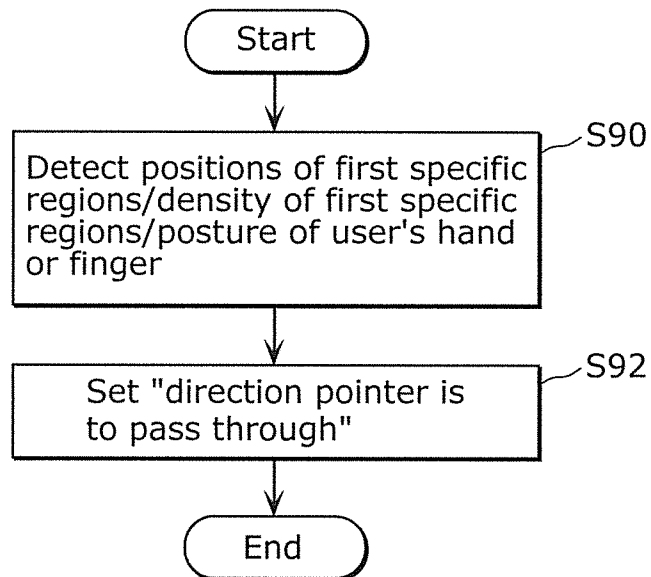 Start
S90
Detect positions of first specific
regions/density of first specific
regions/posture of user's hand
or finger
S92
Set "direction pointer is
to pass through"
End